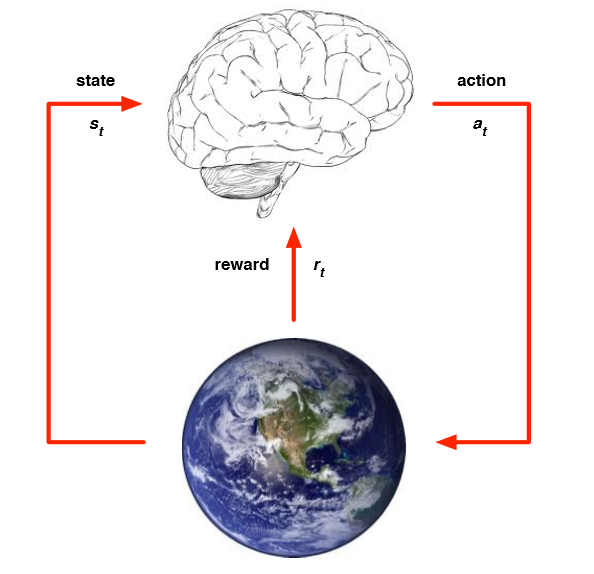 state
s_t
action
a_t
reward
r_t